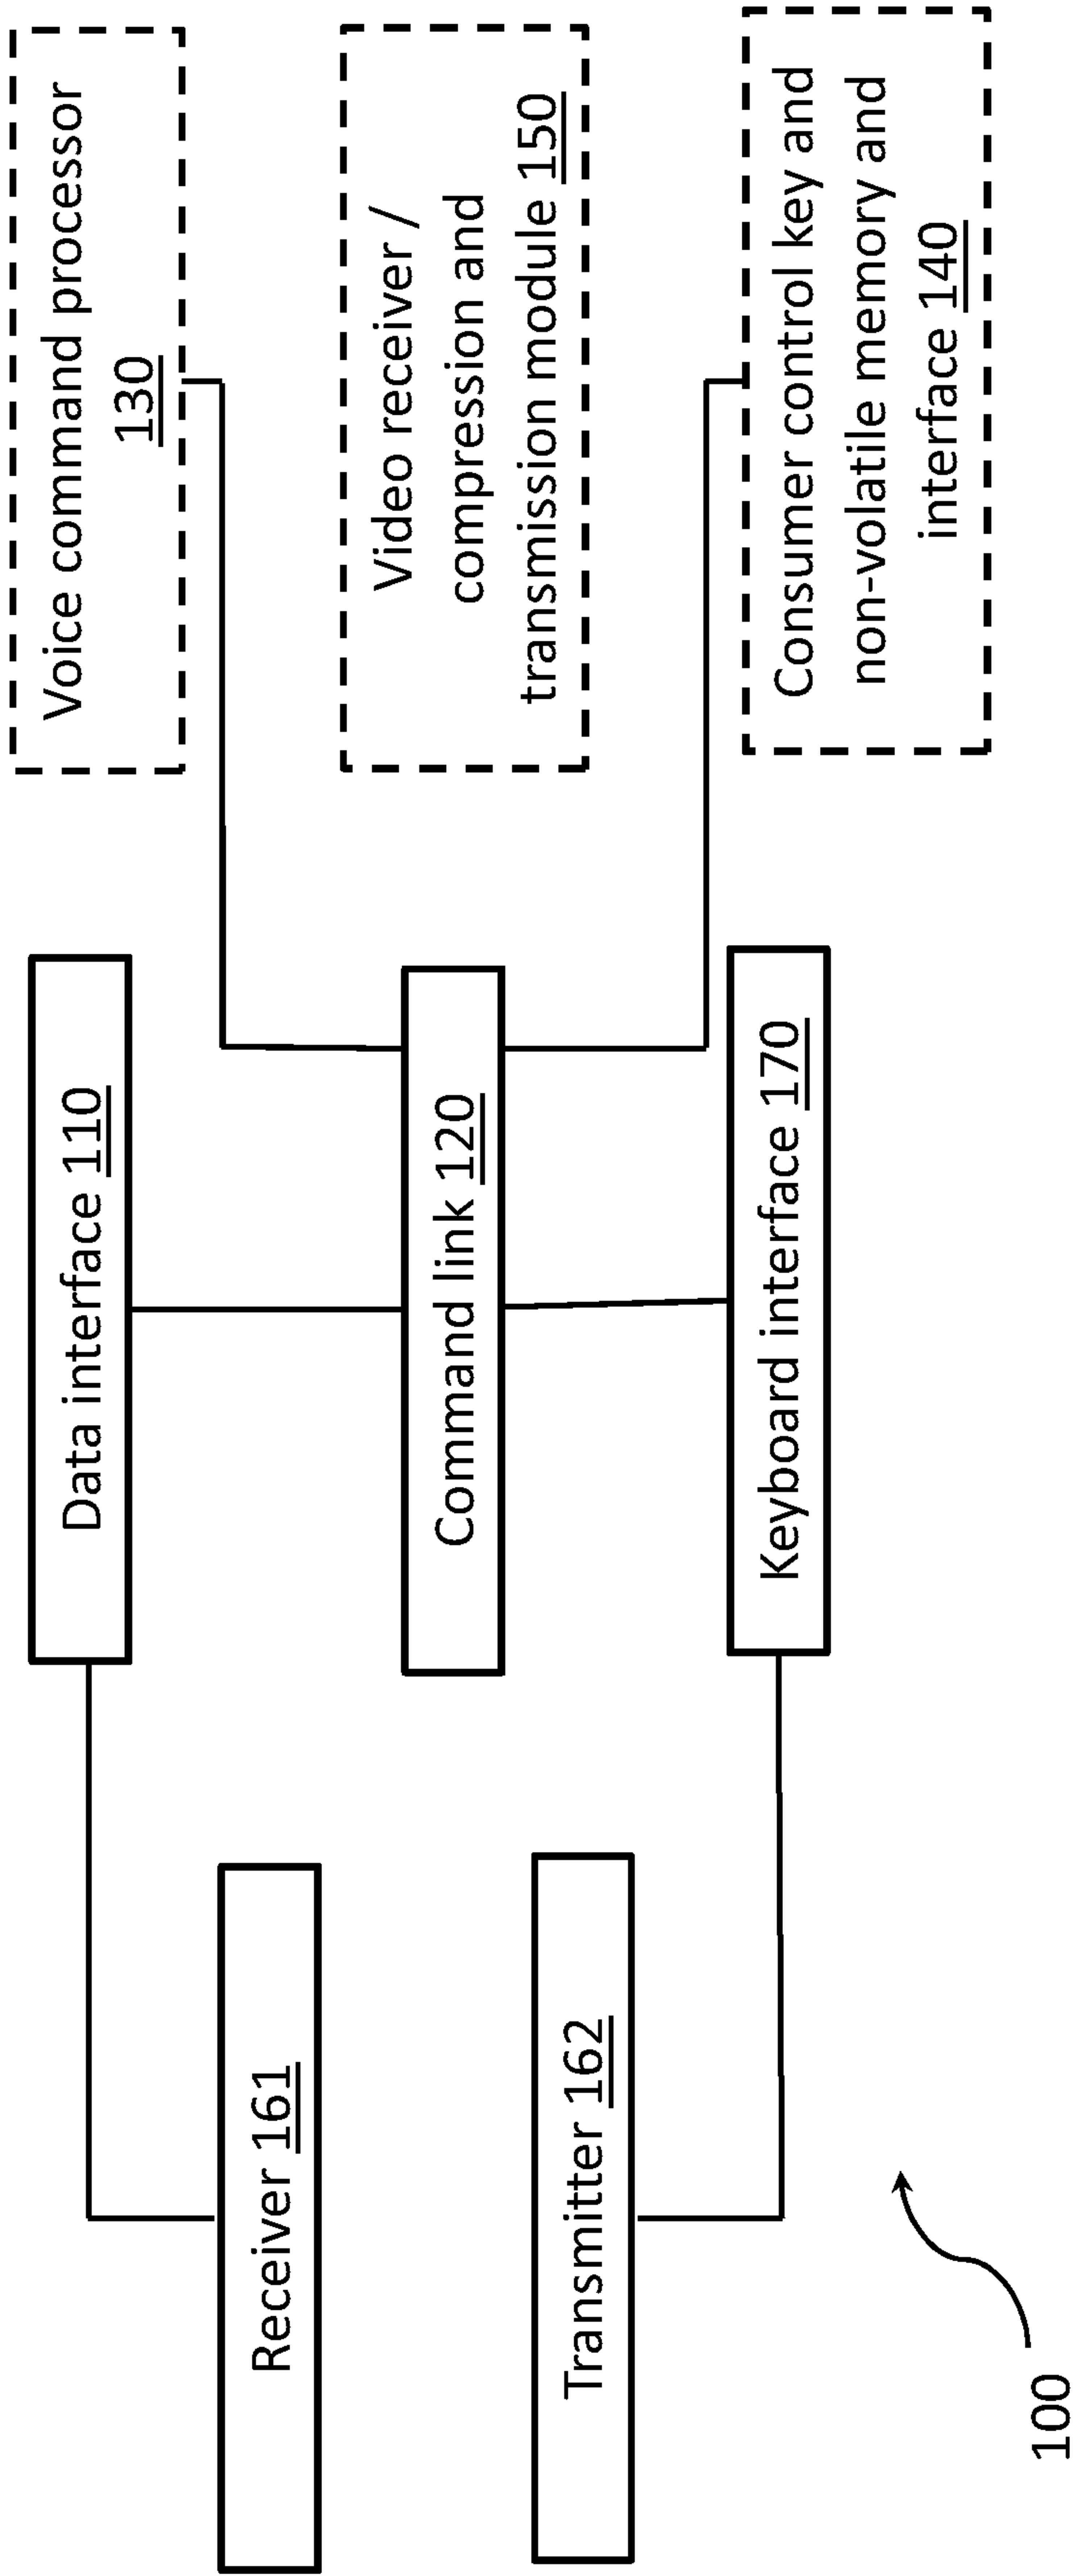 Receiver 161
Transmitter 162
Data interface 110
Command link 120
Keyboard interface 170
Voice command processor
130
Video receiver /
compression and
transmission module 150
Consumer control key and
non-volatile memory and
interface 140
100